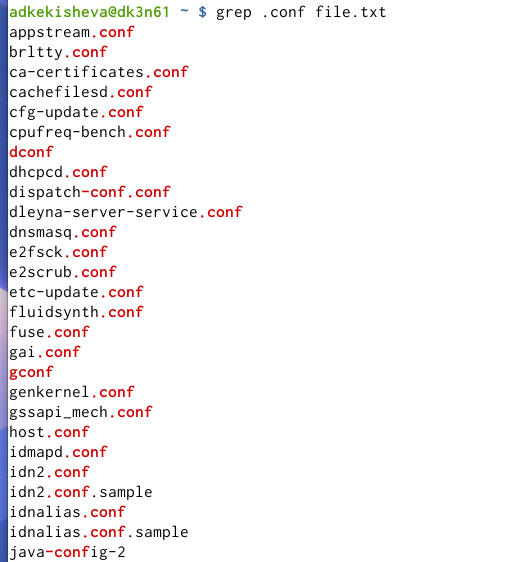 adkekisheva@dk3n61 ~ $ grep .conf file.txt
appstream.conf
brltty.conf
ca-certificates.conf
cachefilesd.conf
cfg-update.conf
cpufreq-bench.conf
dconf
dhcpcd.conf
dispatch-conf.conf
dleyna-server-service.conf
dnsmasq.conf
e2fsck.conf
e2scrub.conf
etc-update.conf
fluidsynth.conf
fuse.conf
gai.conf
gconf
genkernel.conf
gssapi_mech.conf
host.conf
idmapd.conf
idn2.conf
idn2.conf.sample
idnalias.conf
idnalias.conf.sample
java-config-2